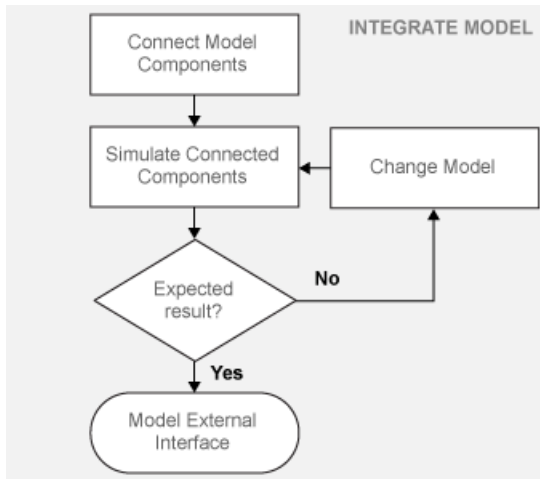 INTEGRATE MODEL
Connect Model
Components
Simulate Connected
Components
Change Model
Expected
result?
No
Yes
Model External
Interface